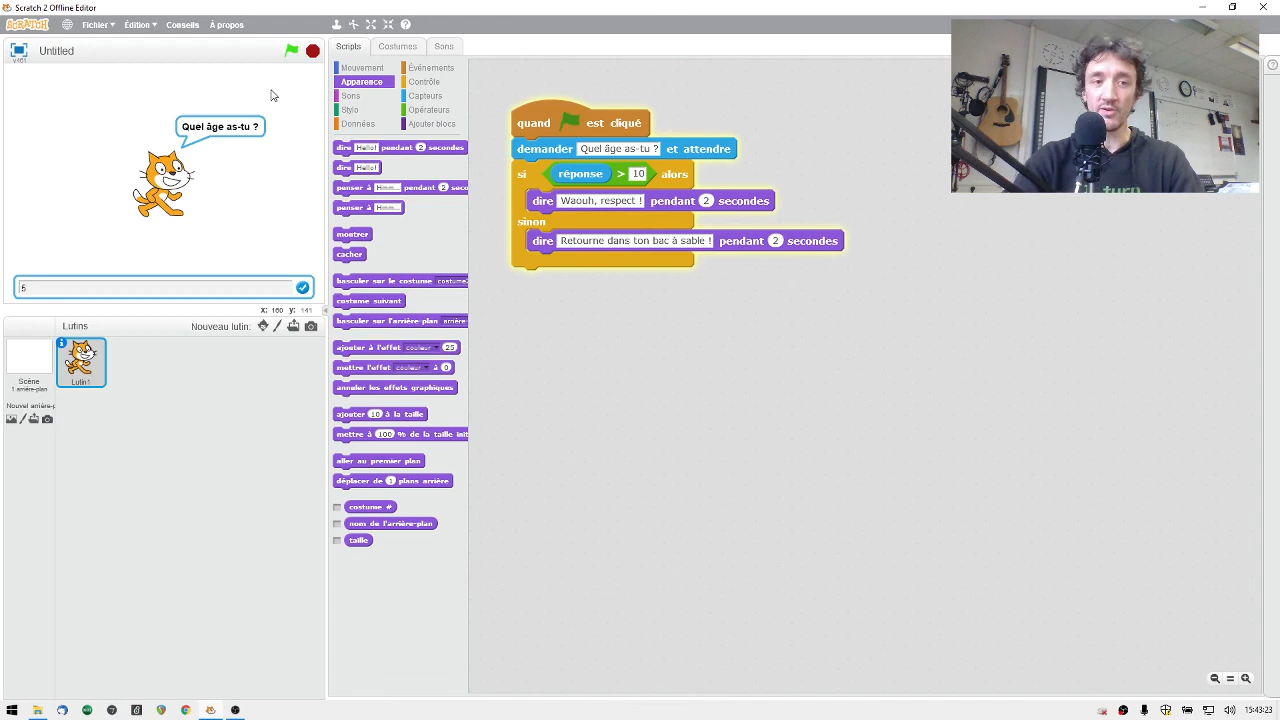 Scratch 2 Offline Editor
SCRATCH
Fichier
Édition
Conseils
À propos
Untitled
v461
Quel âge as-tu ?
5
x: 160 y: 141
Lutins
Nouveau lutin:
Scène
1 arrière-plan
Nouvel arrière-p
Lutin1
Scripts
Costumes
Sons
Mouvement
Apparence
Sons
Stylo
Données
Événements
Contrôle
Capteurs
Opérateurs
Ajouter blocs
dire Hello! pendant 2 secondes
dire Hello!
penser à Hmm... pendant 2 seco
penser à Hmm...
montrer
cacher
basculer sur le costume costume2
costume suivant
basculer sur l'arrière-plan arrière-
ajouter à l'effet couleur 25
mettre l'effet couleur à 0
annuler les effets graphiques
ajouter 10 à la taille
mettre à 100 % de la taille init
aller au premier plan
déplacer de 1 plans arrière
costume #
nom de l'arrière-plan
taille
quand est cliqué
demander Quel âge as-tu ? et attendre
si réponse > 10 alors
dire Waouh, respect ! pendant 2 secondes
sinon
dire Retourne dans ton bac à sable ! pendant 2 secondes
15:43:23